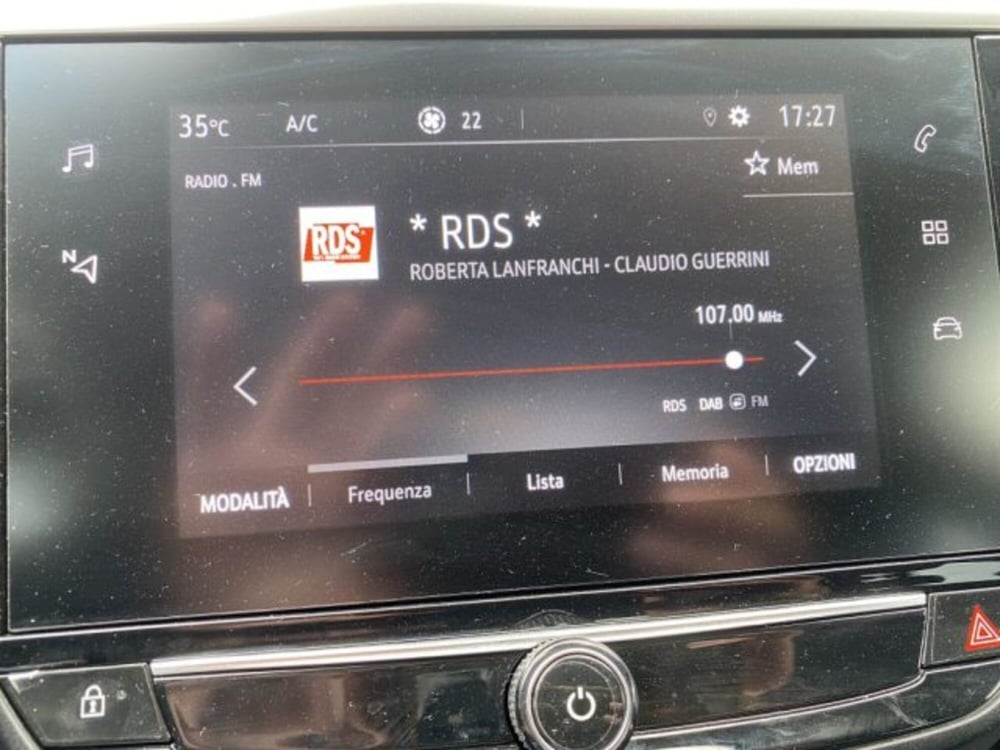 35°C A/C 22 17:27
Mem
RADIO . FM
RDS
* RDS *
ROBERTA LANFRANCHI - CLAUDIO GUERRINI
107.00 MHz
RDS DAB FM
MODALITÀ Frequenza Lista Memoria OPZIONI
N